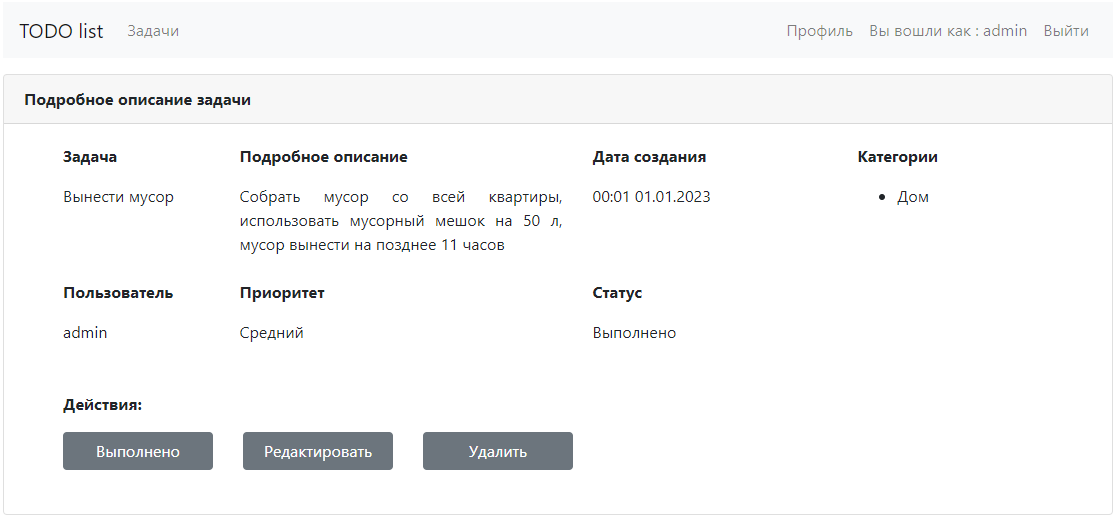 TODO list Задачи Профиль Вы вошли как : admin Выйти
Подробное описание задачи
Задача Подробное описание Дата создания Категории
Вынести мусор Собрать мусор со всей квартиры, 00:01 01.01.2023 • Дом
использовать мусорный мешок на 50 л,
мусор вынести на позднее 11 часов
Пользователь Приоритет Статус
admin Средний Выполнено
Действия:
Выполнено Редактировать Удалить